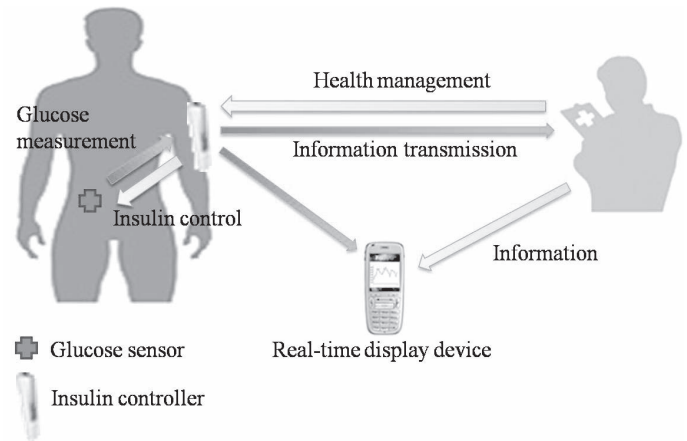 Health management
Glucose
measurement
Information transmission
Insulin control
Information
Real-time display device
Glucose sensor
Insulin controller